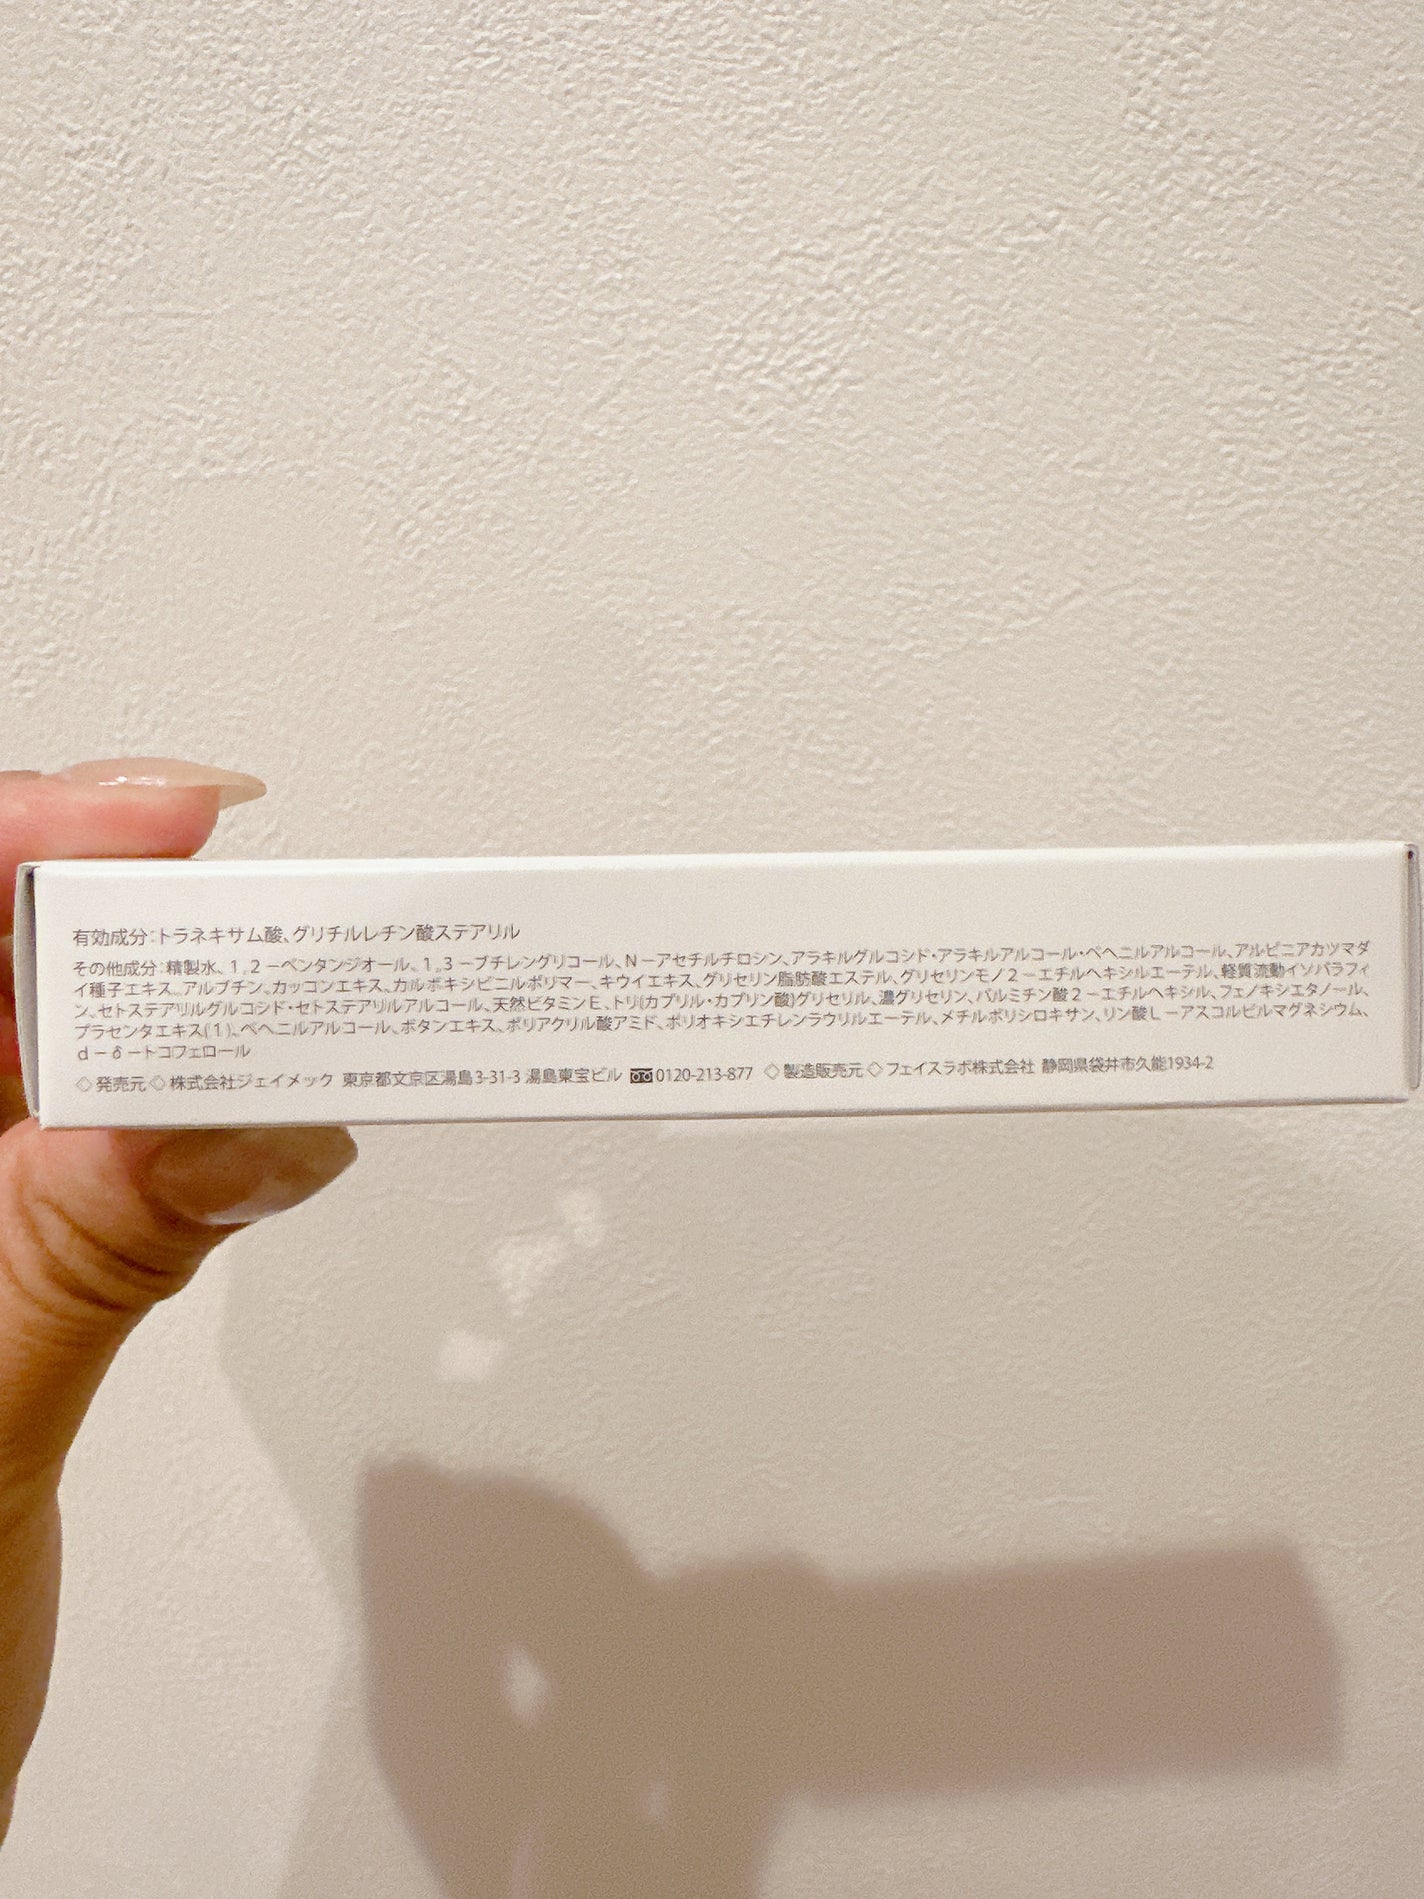 有効成分:トラネキサム酸、グリチルレチン酸ステアリル
その他成分:精製水、1,2－ペンタンジオール、1,3－ブチレングリコール、N－アセチルチロシン、アラキルグルコシド・アラキルアルコール・ベヘニルアルコール、アルピニアカツマダ
イ種子エキス、アルブチン、カッコンエキス、カルボキシビニルポリマー、キウイエキス、グリセリン脂肪酸エステル、グリセリンモノ2－エチルヘキシルエーテル、軽質流動イソパラフィ
ン、セトステアリルグルコシド・セトステアリルアルコール、天然ビタミンE、トリ(カプリル・カプリン酸)グリセリル、濃グリセリン、パルミチン酸2－エチルヘキシル、フェノキシエタノール、
プラセンタエキス(1)、ベヘニルアルコール、ボタンエキス、ポリアクリル酸アミド、ポリオキシエチレンラウリルエーテル、メチルポリシロキサン、リン酸L－アスコルビルマグネシウム、
d－δ－トコフェロール
◇発売元◇株式会社ジェイメック 東京都文京区湯島3-31-3 湯島東宝ビル 0120-213-877 ◇製造販売元◇フェイスラボ株式会社 静岡県袋井市久能1934-2